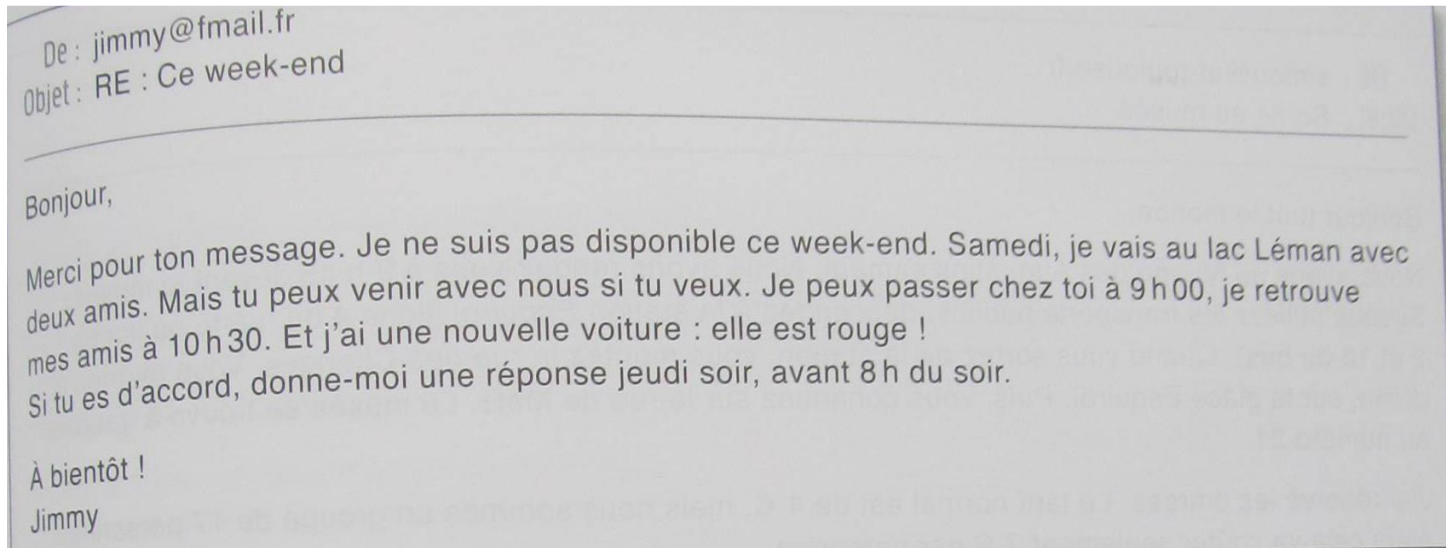 De : jimmy@fmail.fr
Objet : RE : Ce week-end
Bonjour,
Merci pour ton message. Je ne suis pas disponible ce week-end. Samedi, je vais au lac Léman avec
deux amis. Mais tu peux venir avec nous si tu veux. Je peux passer chez toi à 9 h 00, je retrouve
mes amis à 10 h 30. Et j'ai une nouvelle voiture : elle est rouge !
Si tu es d'accord, donne-moi une réponse jeudi soir, avant 8 h du soir.
À bientôt !
Jimmy